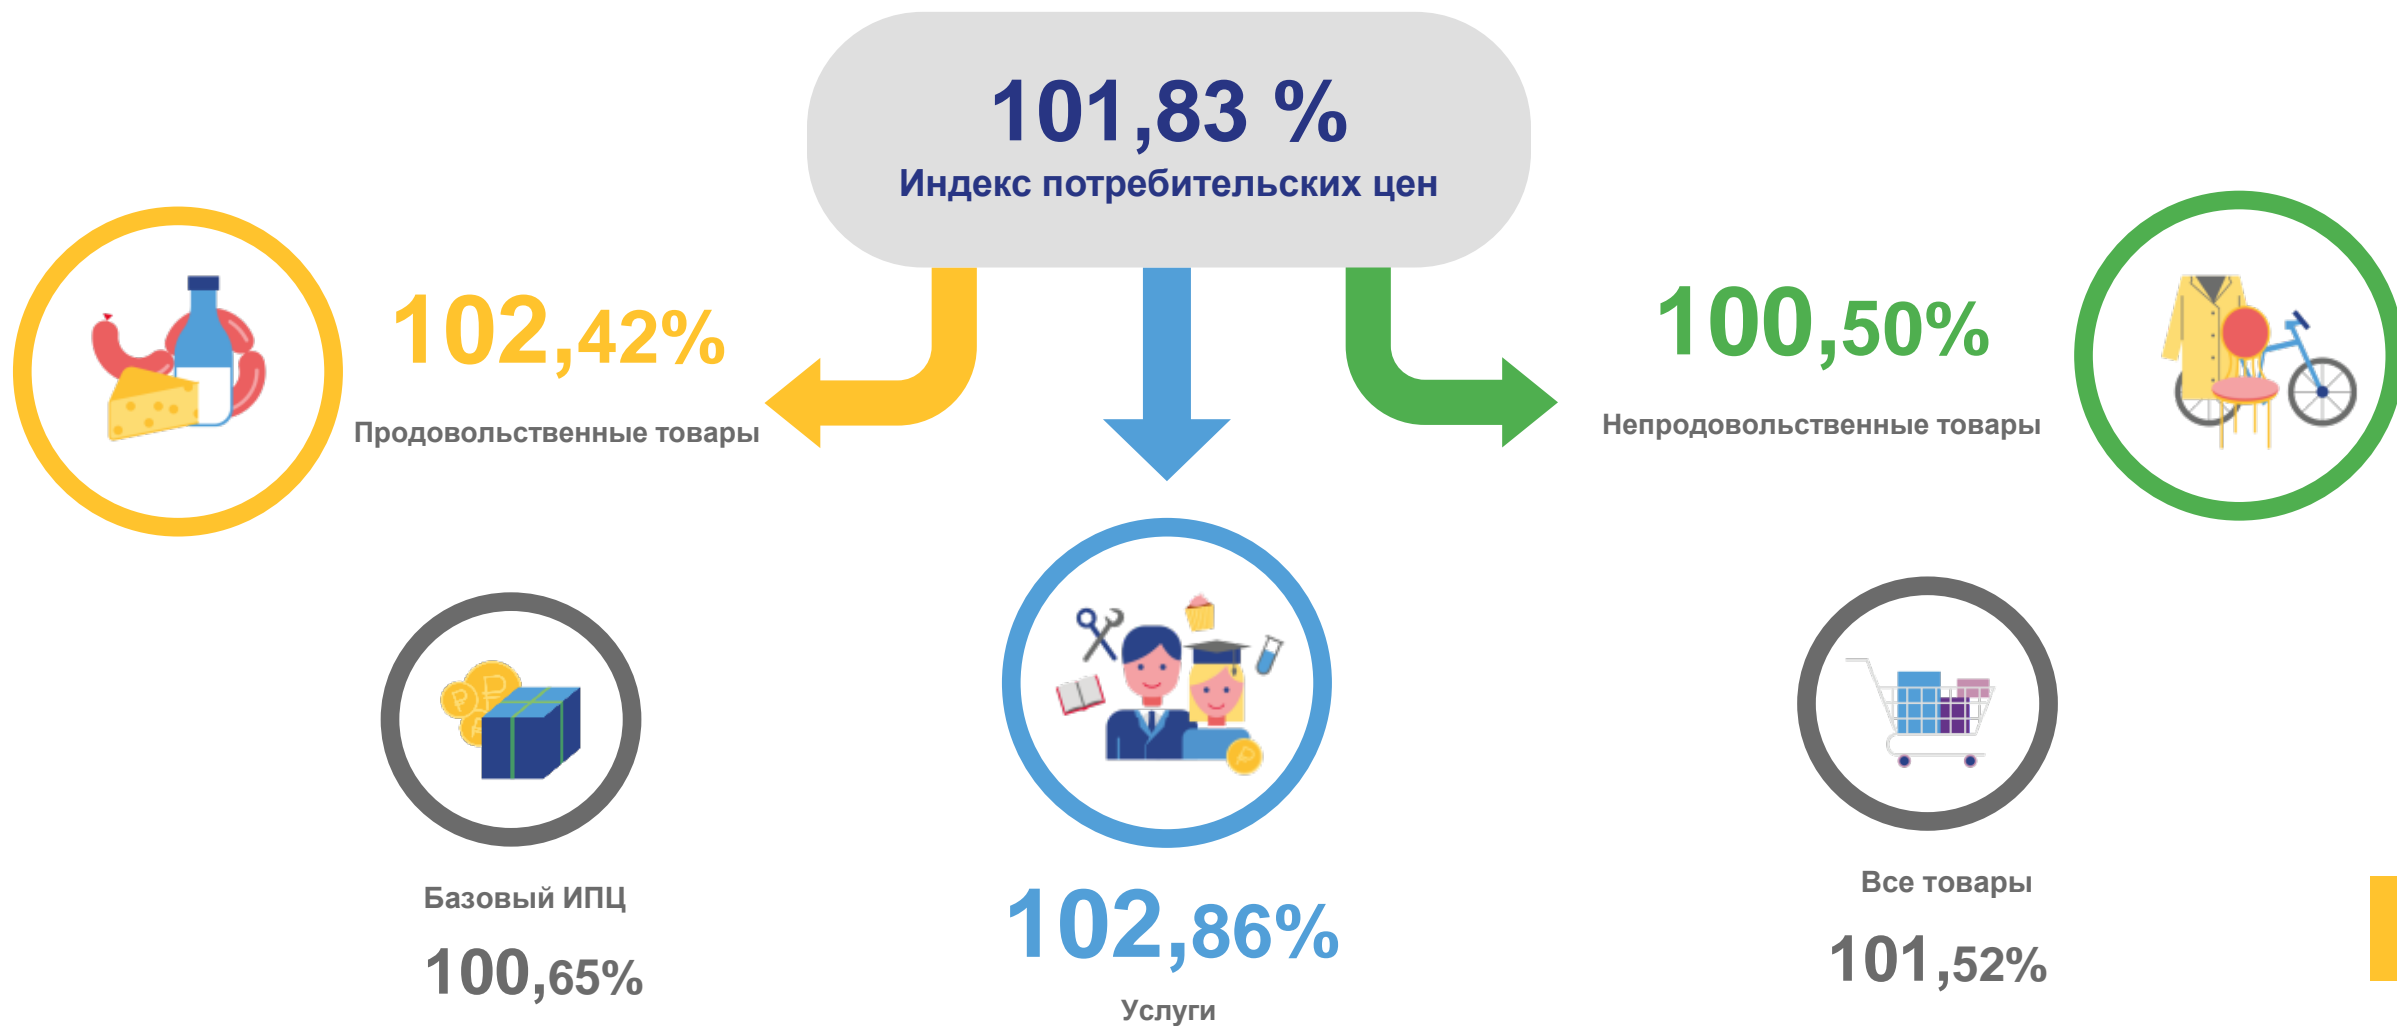 101,83 %
Индекс потребительских цен
102,42%
Продовольственные товары
100,50%
Непродовольственные товары
Базовый ИПЦ
100,65%
102,86%
Услуги
Все товары
101,52%